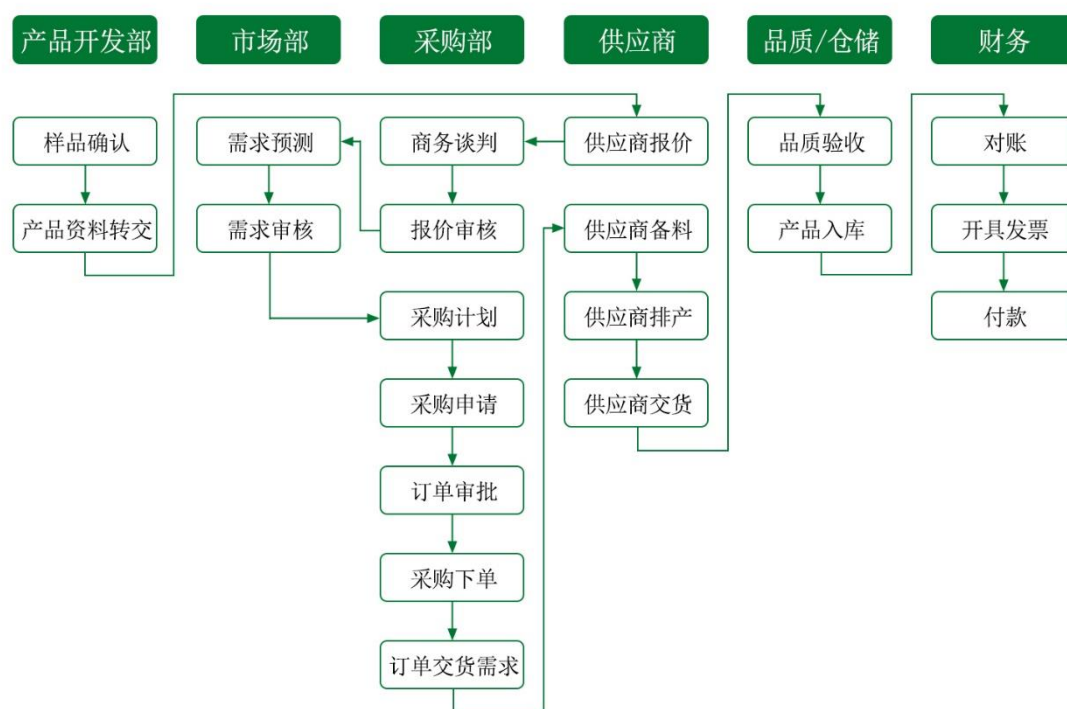 产品开发部
市场部
采购部
供应商
品质/仓储
财务
样品确认
需求预测
商务谈判
供应商报价
品质验收
对账
产品资料转交
需求审核
报价审核
供应商备料
产品入库
开具发票
采购计划
供应商排产
付款
采购申请
供应商交货
订单审批
采购下单
订单交货需求